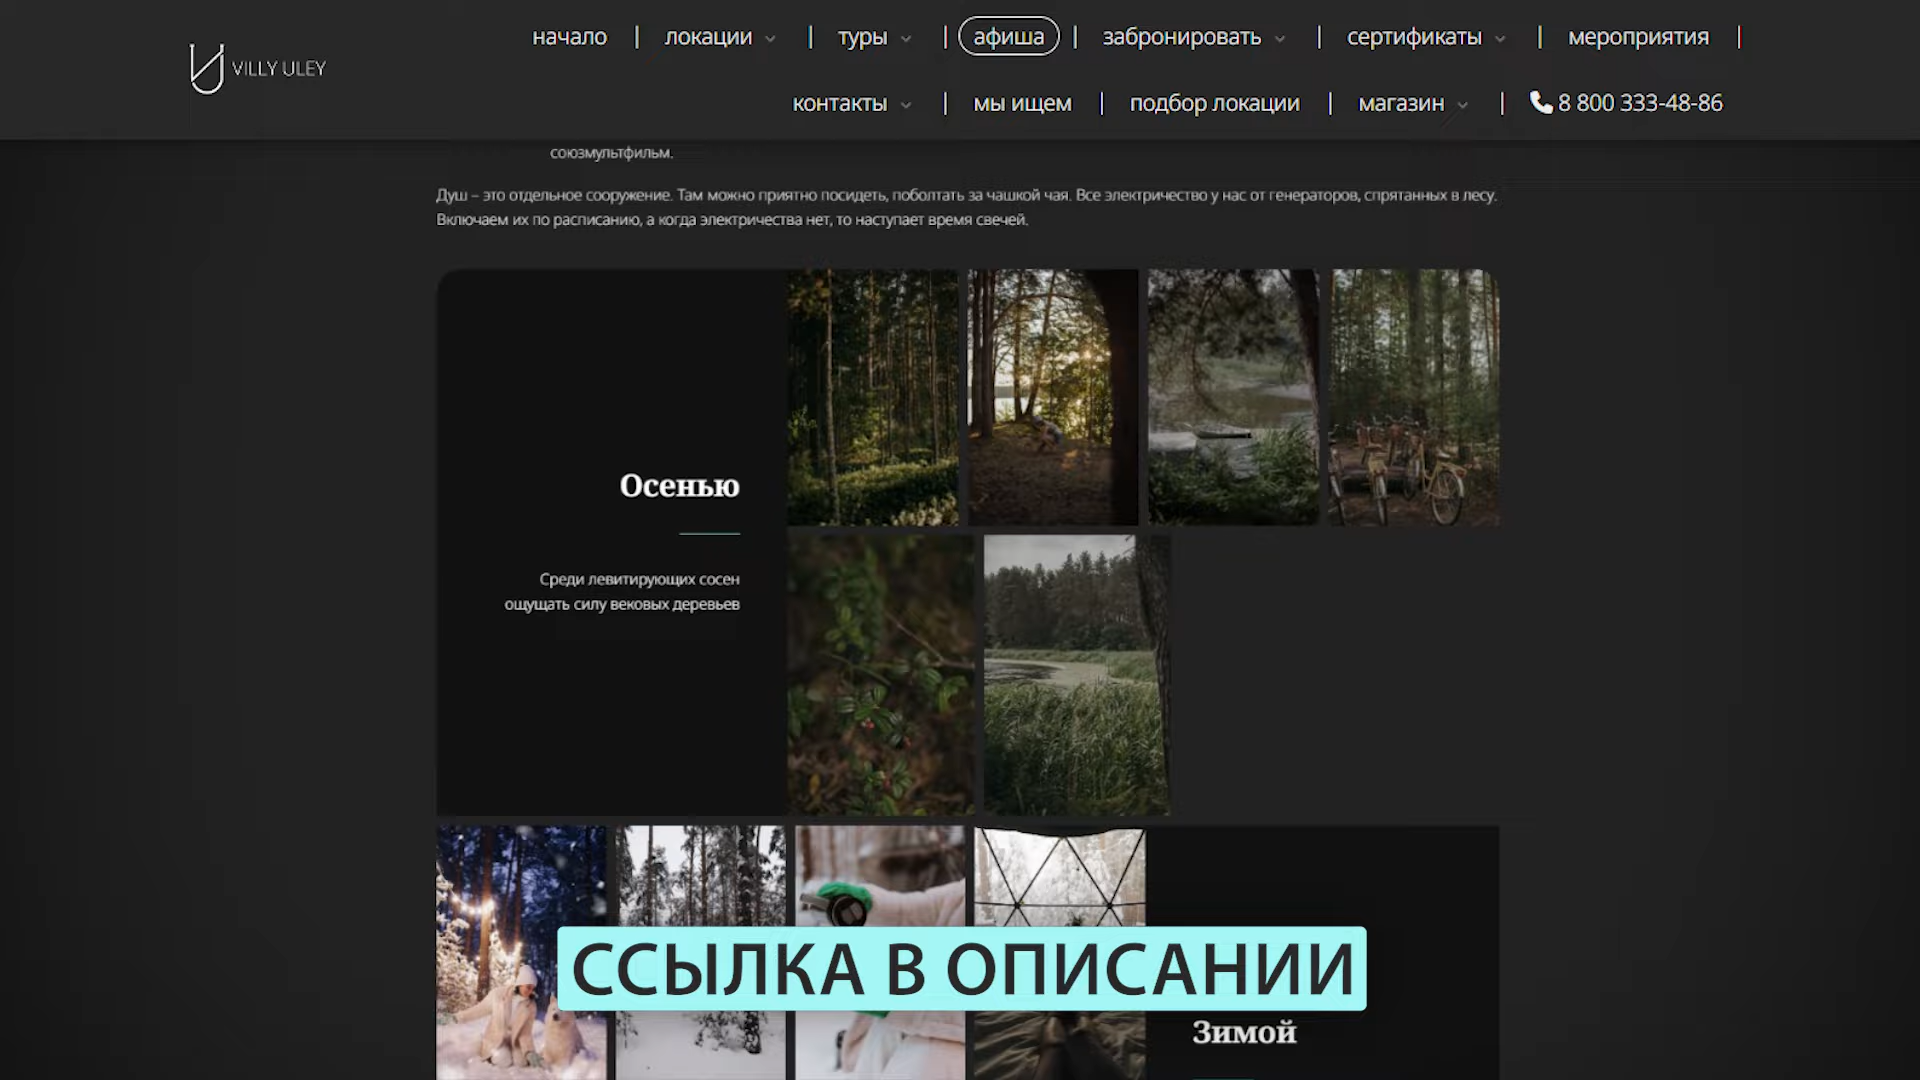 VILLY ULEY
начало | локации | туры | афиша | забронировать | сертификаты | мероприятия |
контакты | мы ищем | подбор локации | магазин | 8 800 333-48-86
союзмультфильм.
Душ – это отдельное сооружение. Там можно приятно посидеть, поболтать за чашкой чая. Все электричество у нас от генераторов, спрятанных в лесу.
Включаем их по расписанию, а когда электричества нет, то наступает время свечей.
Осенью
Среди левитирующих сосен
ощущать силу вековых деревьев
ССЫЛКА В ОПИСАНИИ
Зимой